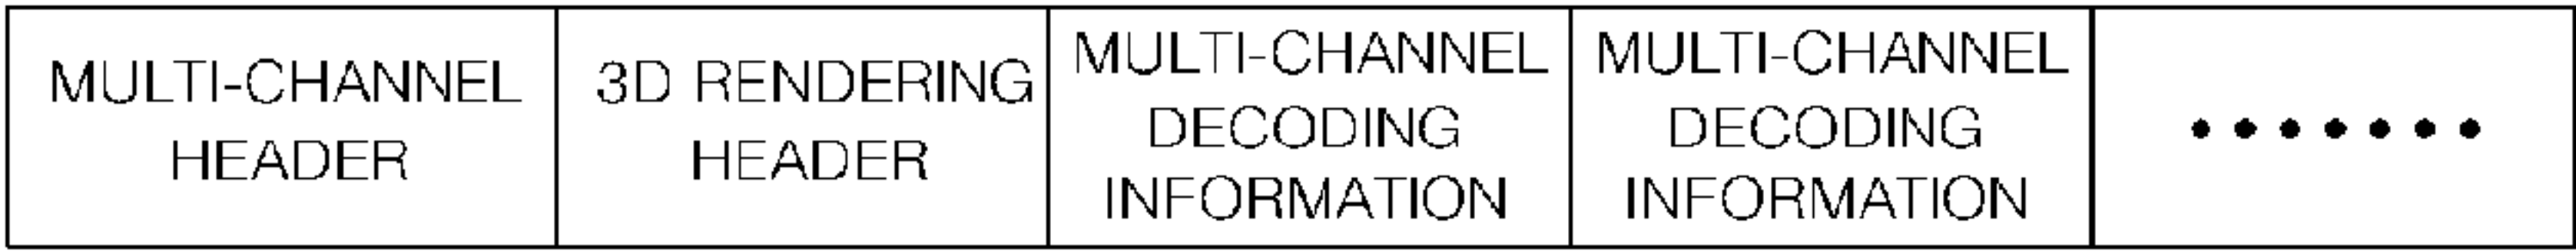 MULTI-CHANNEL
HEADER
3D RENDERING
HEADER
MULTI-CHANNEL
DECODING
INFORMATION
MULTI-CHANNEL
DECODING
INFORMATION
•••••••